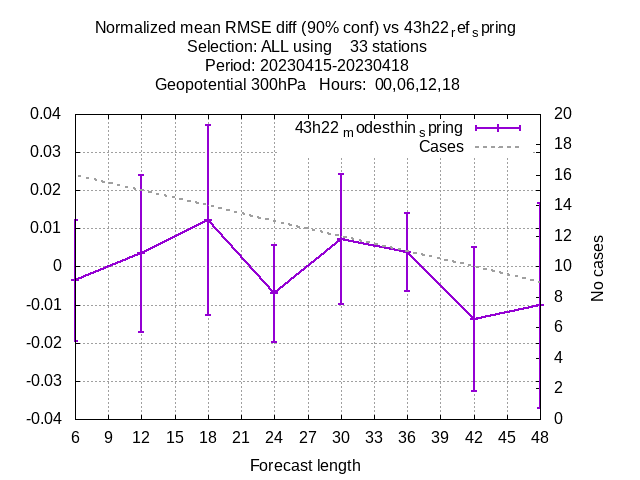 Normalized mean RMSE diff (90% conf) vs 43h22refspring
Selection: ALL using 33 stations
Period: 20230415-20230418
Geopotential 300hPa Hours: 00,06,12,18
43h22modesthinspring
Cases
0.04
0.03
0.02
0.01
0
-0.01
-0.02
-0.03
-0.04
20
18
16
14
12
10
8
6
4
2
0
No cases
6 9 12 15 18 21 24 27 30 33 36 39 42 45 48
Forecast length